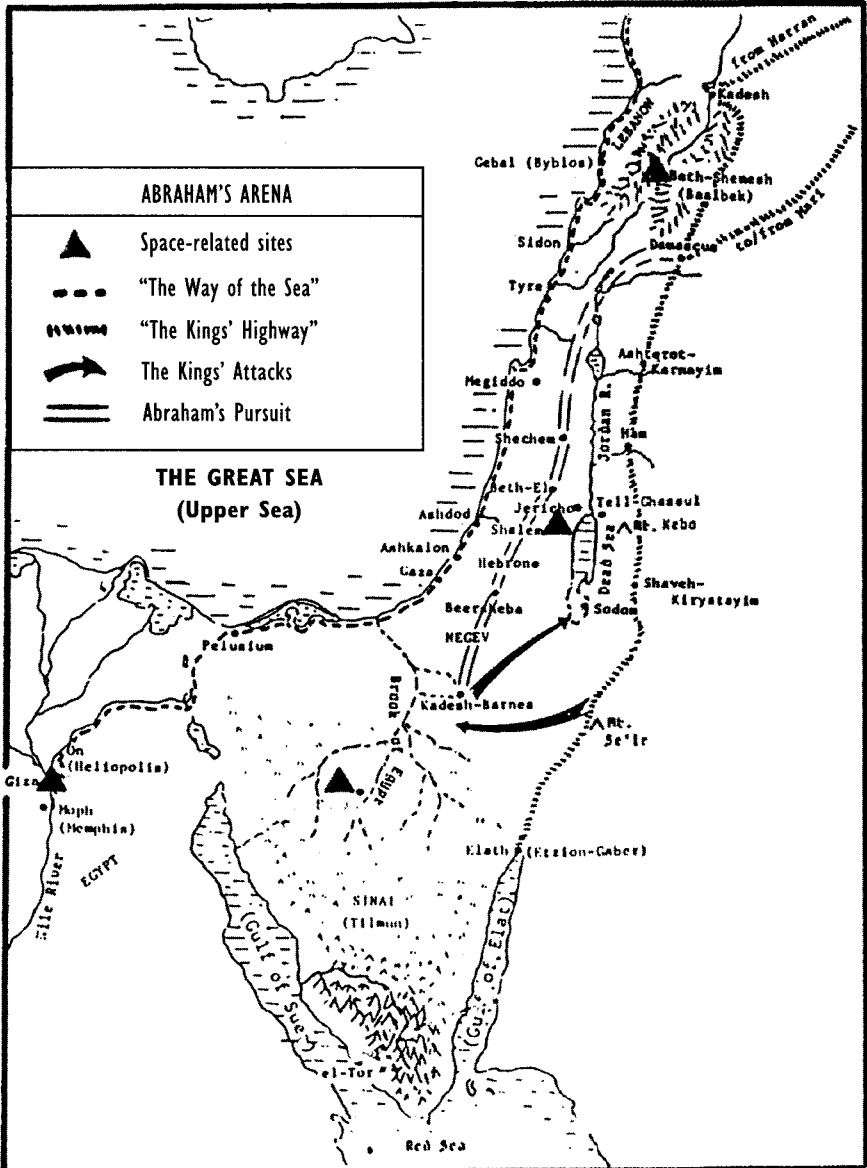 from Harran
Kadesh
LEBANON
Gebal (Byblos)
Beth-Shemesh
(Baalbek)
ABRAHAM'S ARENA
Space-related sites
"The Way of the Sea"
"The Kings' Highway"
The Kings' Attacks
Abraham's Pursuit
Sidon
Damascus
to/from Mari
Tyre
Ashterot-
Karnayim
Megiddo
Jordan R.
Shechem
Ham
THE GREAT SEA
(Upper Sea)
Beth-El
Jericho
Tell-Ghassul
Ashdod
Shalem
Mt. Nebo
Ashkalon
Gaza
Hebron
Dead Sea
Shaveh-
Kiryatayim
Beersheba
Sodom
NEGEV
Pelusium
Kadesh-Barnea
Brook of Egypt
Mt.
Se'ir
On
(Heliopolis)
Giza
Moph
(Memphis)
Elath (Etzion-Gaber)
EGYPT
Nile River
SINAI
(Tilmun)
(Gulf of Suez)
(Gulf of Elat)
el-Tor
Red Sea